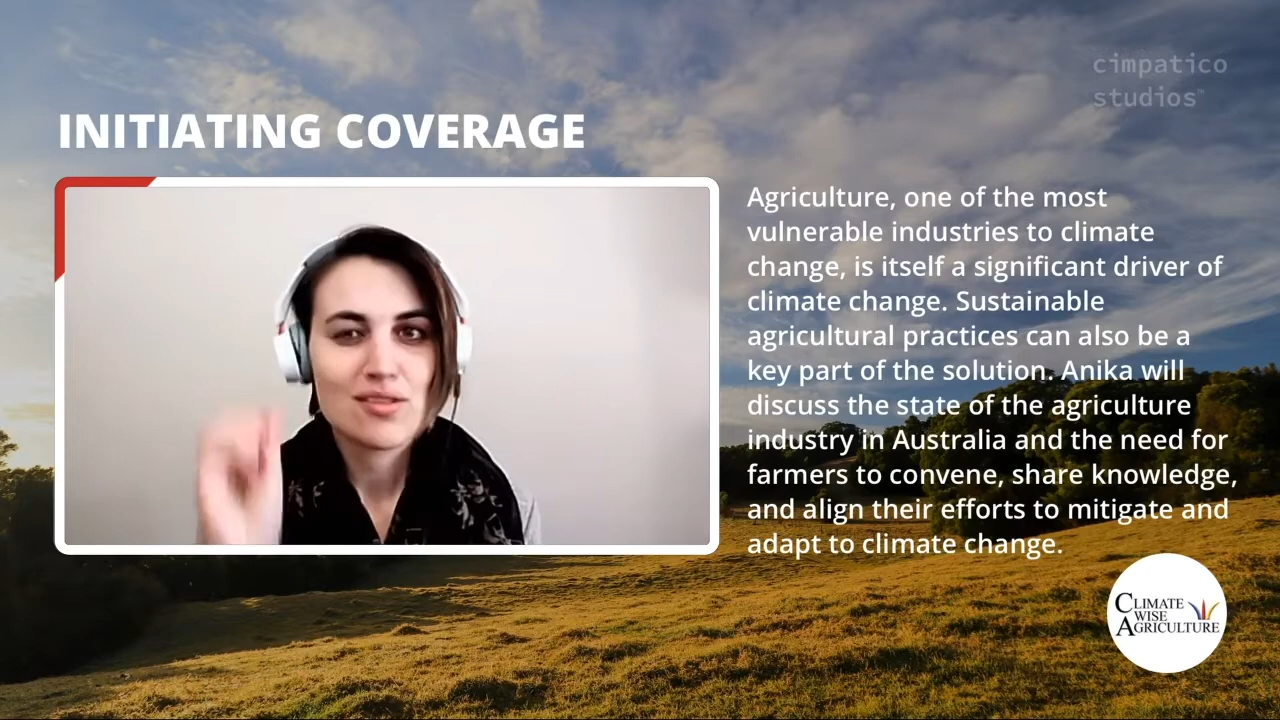 cimpatico
studios™
INITIATING COVERAGE
Agriculture, one of the most
vulnerable industries to climate
change, is itself a significant driver of
climate change. Sustainable
agricultural practices can also be a
key part of the solution. Anika will
discuss the state of the agriculture
industry in Australia and the need for
farmers to convene, share knowledge,
and align their efforts to mitigate and
adapt to climate change.
CLIMATE
WISE
AGRICULTURE